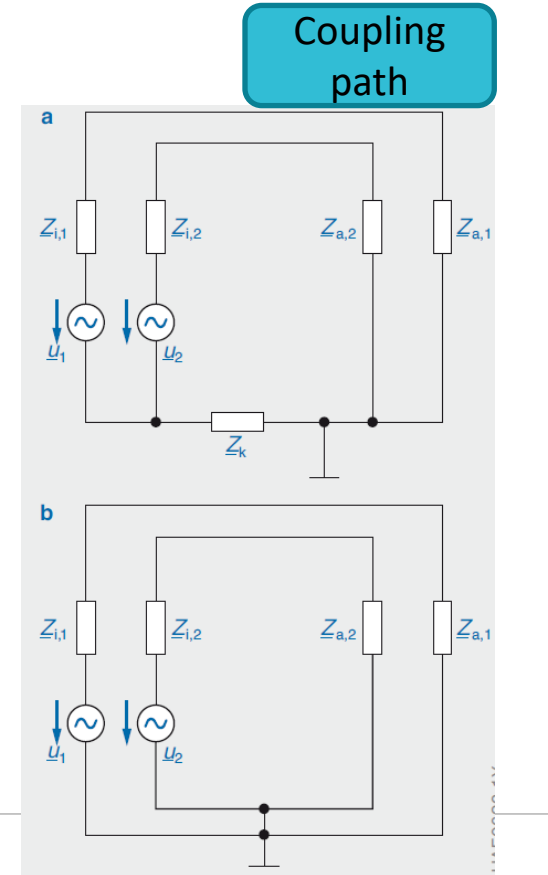 Coupling
path
a
Z_i,1
Z_i,2
Z_a,2
Z_a,1
u_1
u_2
Z_k
b
Z_i,1
Z_i,2
Z_a,2
Z_a,1
u_1
u_2